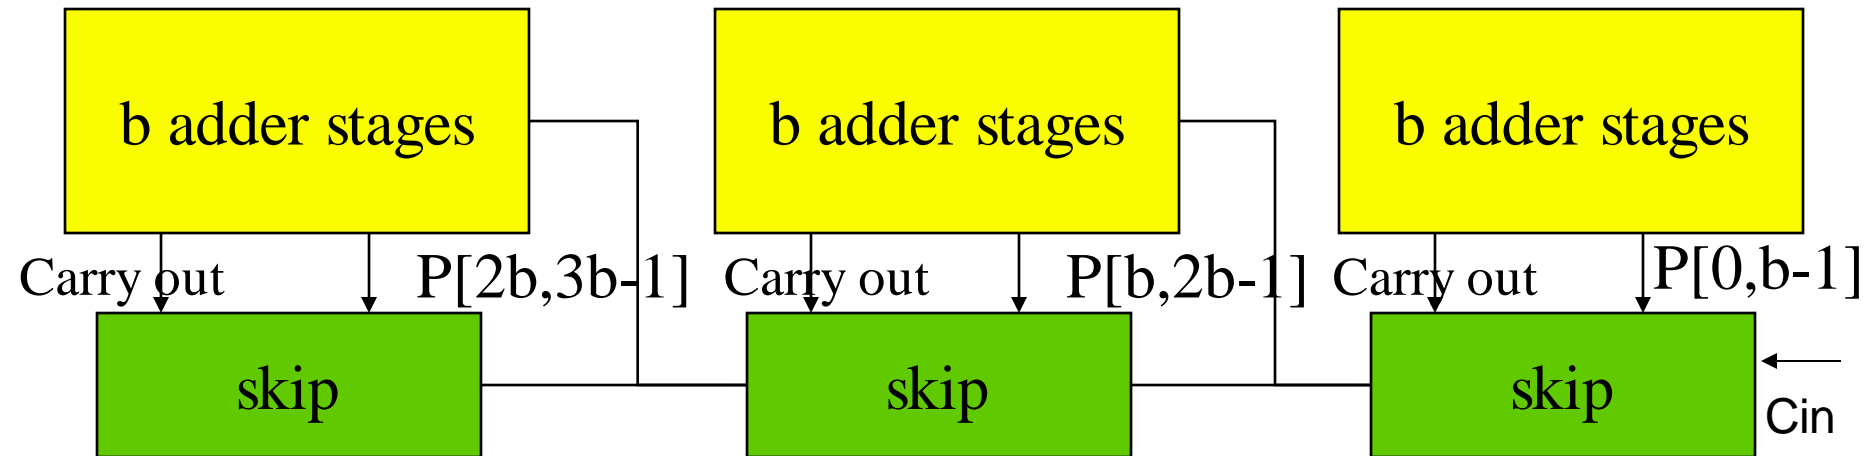 b adder stages
b adder stages
b adder stages
Carry out
P[2b,3b-1]
Carry out
P[b,2b-1]
Carry out
P[0,b-1]
skip
skip
skip
Cin